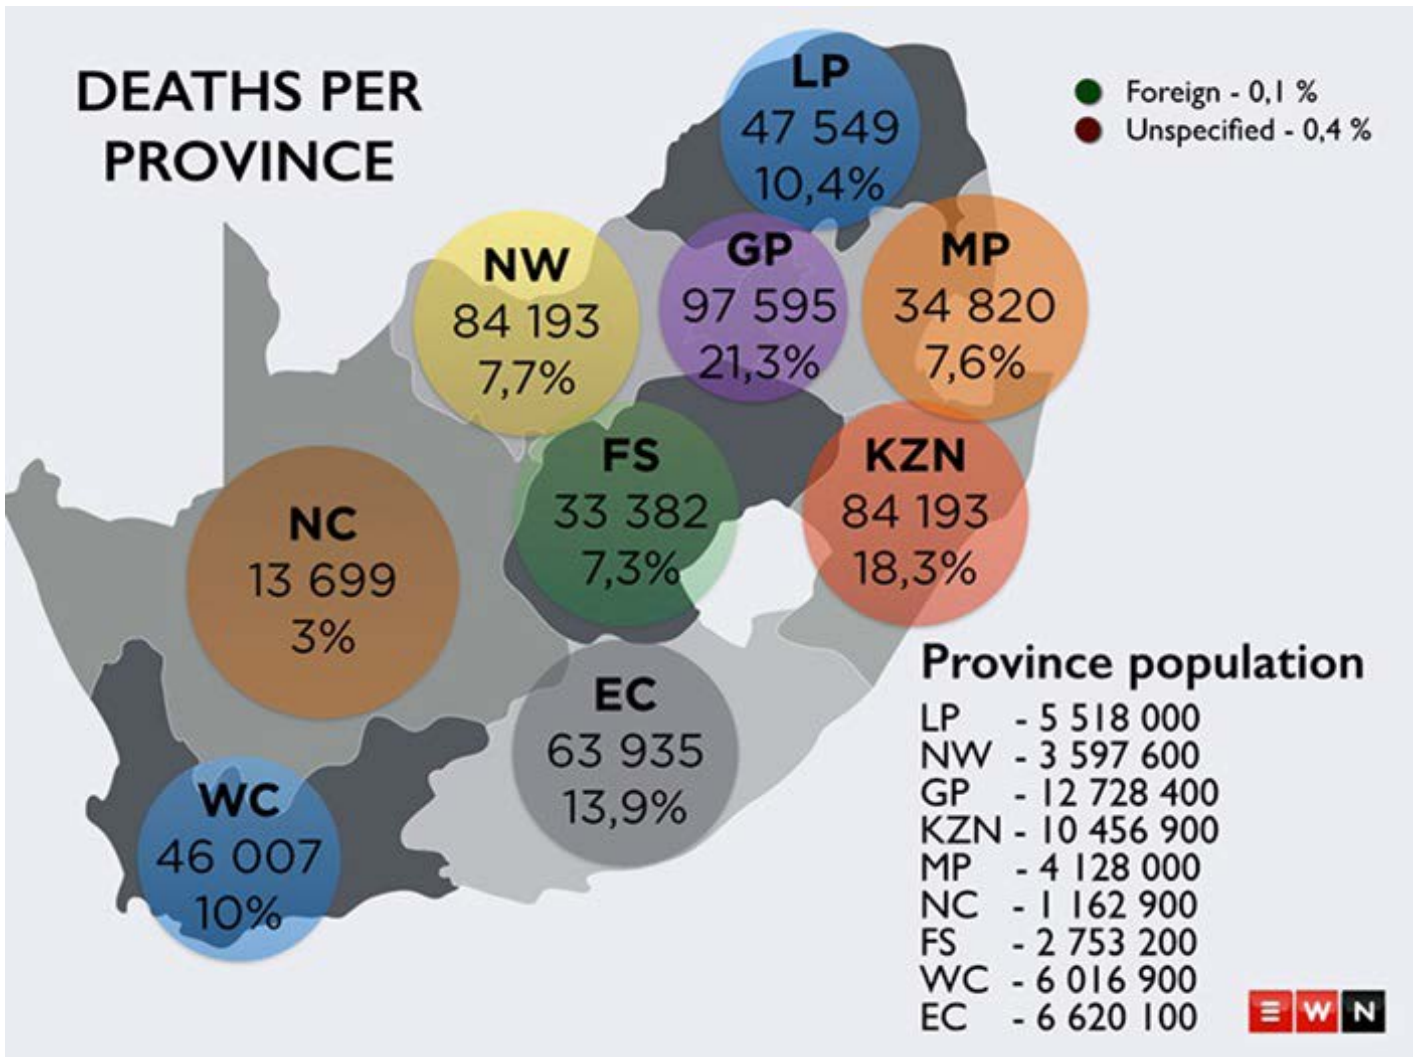 DEATHS PER
PROVINCE
LP
47 549
10,4%
Foreign - 0,1 %
Unspecified - 0,4 %
NW
84 193
7,7%
GP
97 595
21,3%
MP
34 820
7,6%
NC
13 699
3%
FS
33 382
7,3%
KZN
84 193
18,3%
EC
63 935
13,9%
WC
46 007
10%
Province population
LP - 5 518 000
NW - 3 597 600
GP - 12 728 400
KZN - 10 456 900
MP - 4 128 000
NC - 1 162 900
FS - 2 753 200
WC - 6 016 900
EC - 6 620 100
EWN